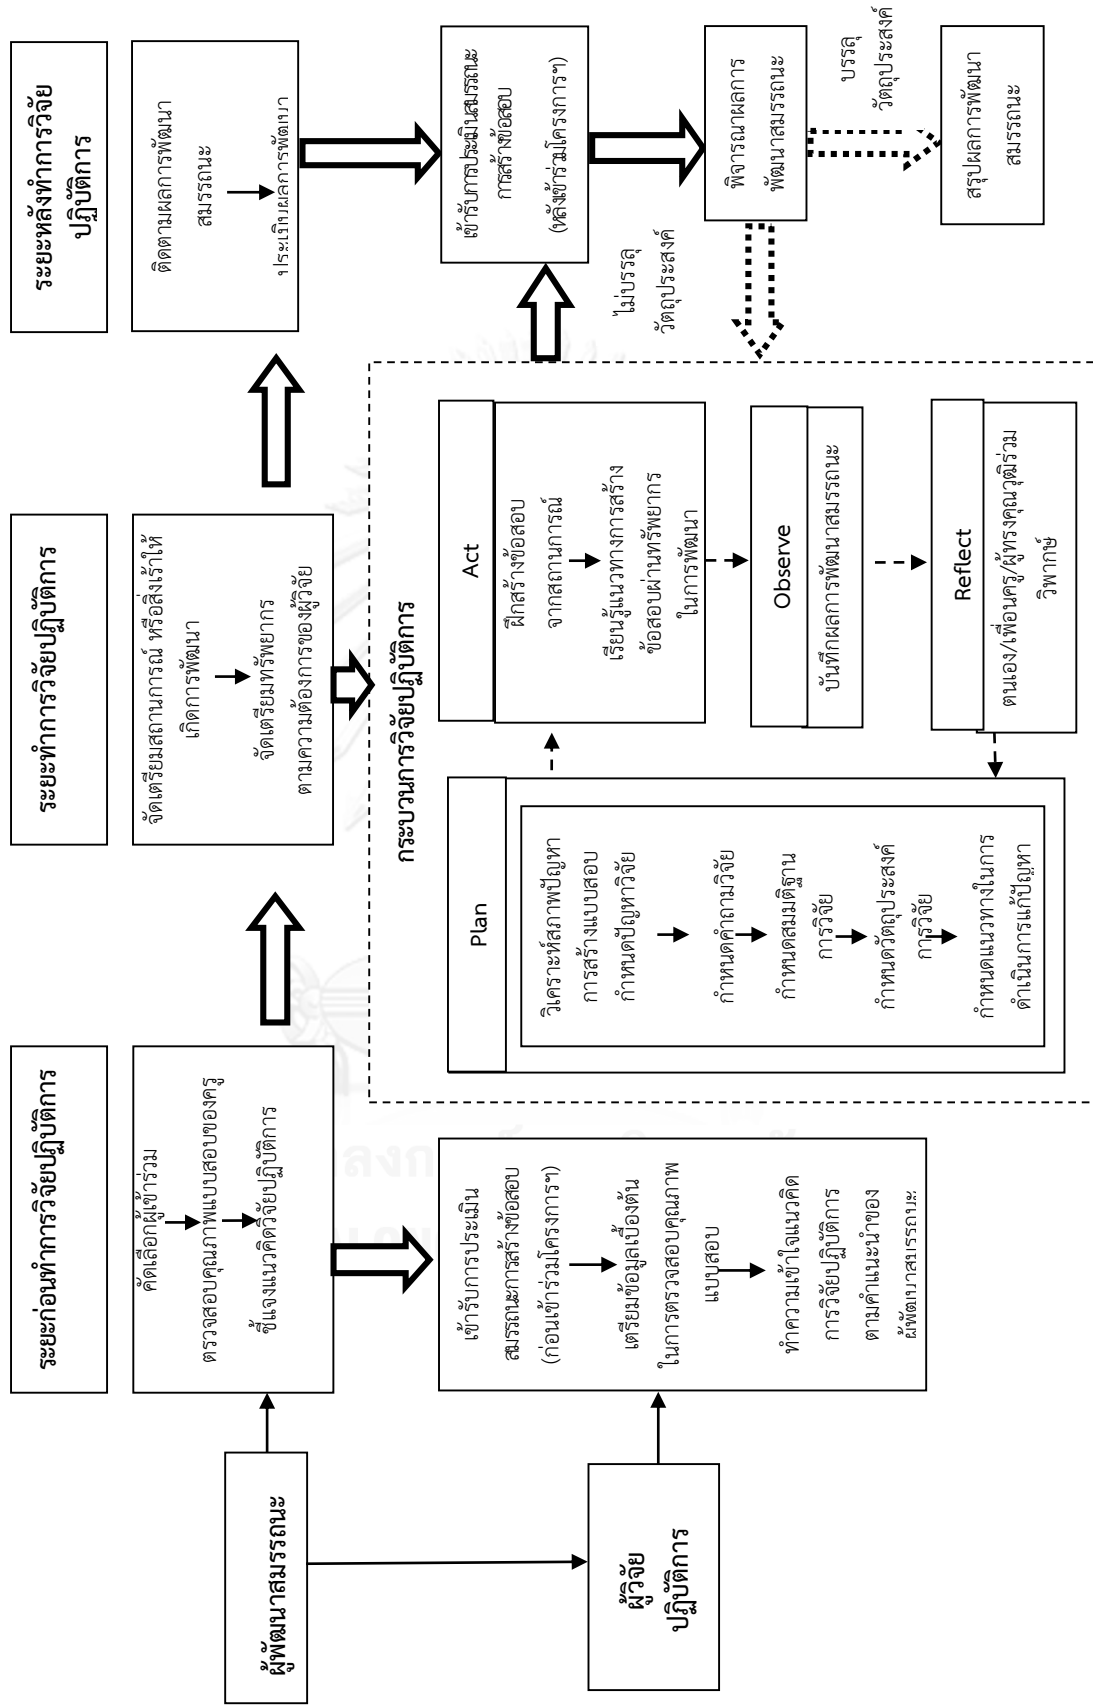 ระยะก่อนทำการวิจัยปฏิบัติการ
ระยะทำการวิจัยปฏิบัติการ
ระยะหลังทำการวิจัย
ปฏิบัติการ
ผู้พัฒนาสมรรถนะ
คัดเลือกผู้เข้าร่วม
ตรวจสอบคุณภาพแบบสอบของครู
ชี้แจงแนวคิดวิจัยปฏิบัติการ
จัดเตรียมสถานการณ์ หรือสิ่งเร้าให้
เกิดการพัฒนา
จัดเตรียมทรัพยากร
ตามความต้องการของผู้วิจัย
ติดตามผลการพัฒนา
สมรรถนะ
ประเมินผลการพัฒนา
ผู้วิจัย
ปฏิบัติการ
เข้ารับการประเมิน
สมรรถนะการสร้างข้อสอบ
(ก่อนเข้าร่วมโครงการฯ)
เตรียมข้อมูลเบื้องต้น
ในการตรวจสอบคุณภาพ
แบบสอบ
ทำความเข้าใจแนวคิด
การวิจัยปฏิบัติการ
ตามคำแนะนำของ
ผู้พัฒนาสมรรถนะ
กระบวนการวิจัยปฏิบัติการ
Plan
วิเคราะห์สภาพปัญหา
การสร้างแบบสอบ
กำหนดปัญหาวิจัย
กำหนดคำถามวิจัย
กำหนดสมมติฐาน
การวิจัย
กำหนดวัตถุประสงค์
การวิจัย
กำหนดแนวทางในการ
ดำเนินการแก้ปัญหา
Act
ฝึกสร้างข้อสอบ
จากสถานการณ์
เรียนรู้แนวทางการสร้าง
ข้อสอบผ่านทรัพยากร
ในการพัฒนา
Observe
บันทึกผลการพัฒนาสมรรถนะ
Reflect
ตนเอง/เพื่อนครู/ผู้ทรงคุณวุฒิร่วม
วิพากษ์
เข้ารับการประเมินสมรรถนะ
การสร้างข้อสอบ
(หลังเข้าร่วมโครงการฯ)
พิจารณาผลการ
พัฒนาสมรรถนะ
ไม่บรรลุ
วัตถุประสงค์
บรรลุ
วัตถุประสงค์
สรุปผลการพัฒนา
สมรรถนะ